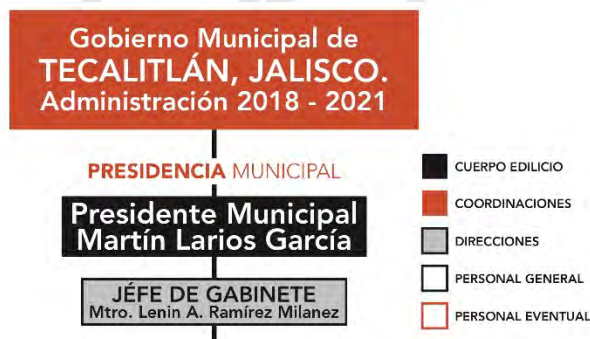 Gobierno Municipal de
TECALITLÁN, JALISCO.
Administración 2018 - 2021
PRESIDENCIA MUNICIPAL
Presidente Municipal
Martín Larios García
JÉFE DE GABINETE
Mtro. Lenin A. Ramírez Milanez
CUERPO EDILICIO
COORDINACIONES
DIRECCIONES
PERSONAL GENERAL
PERSONAL EVENTUAL